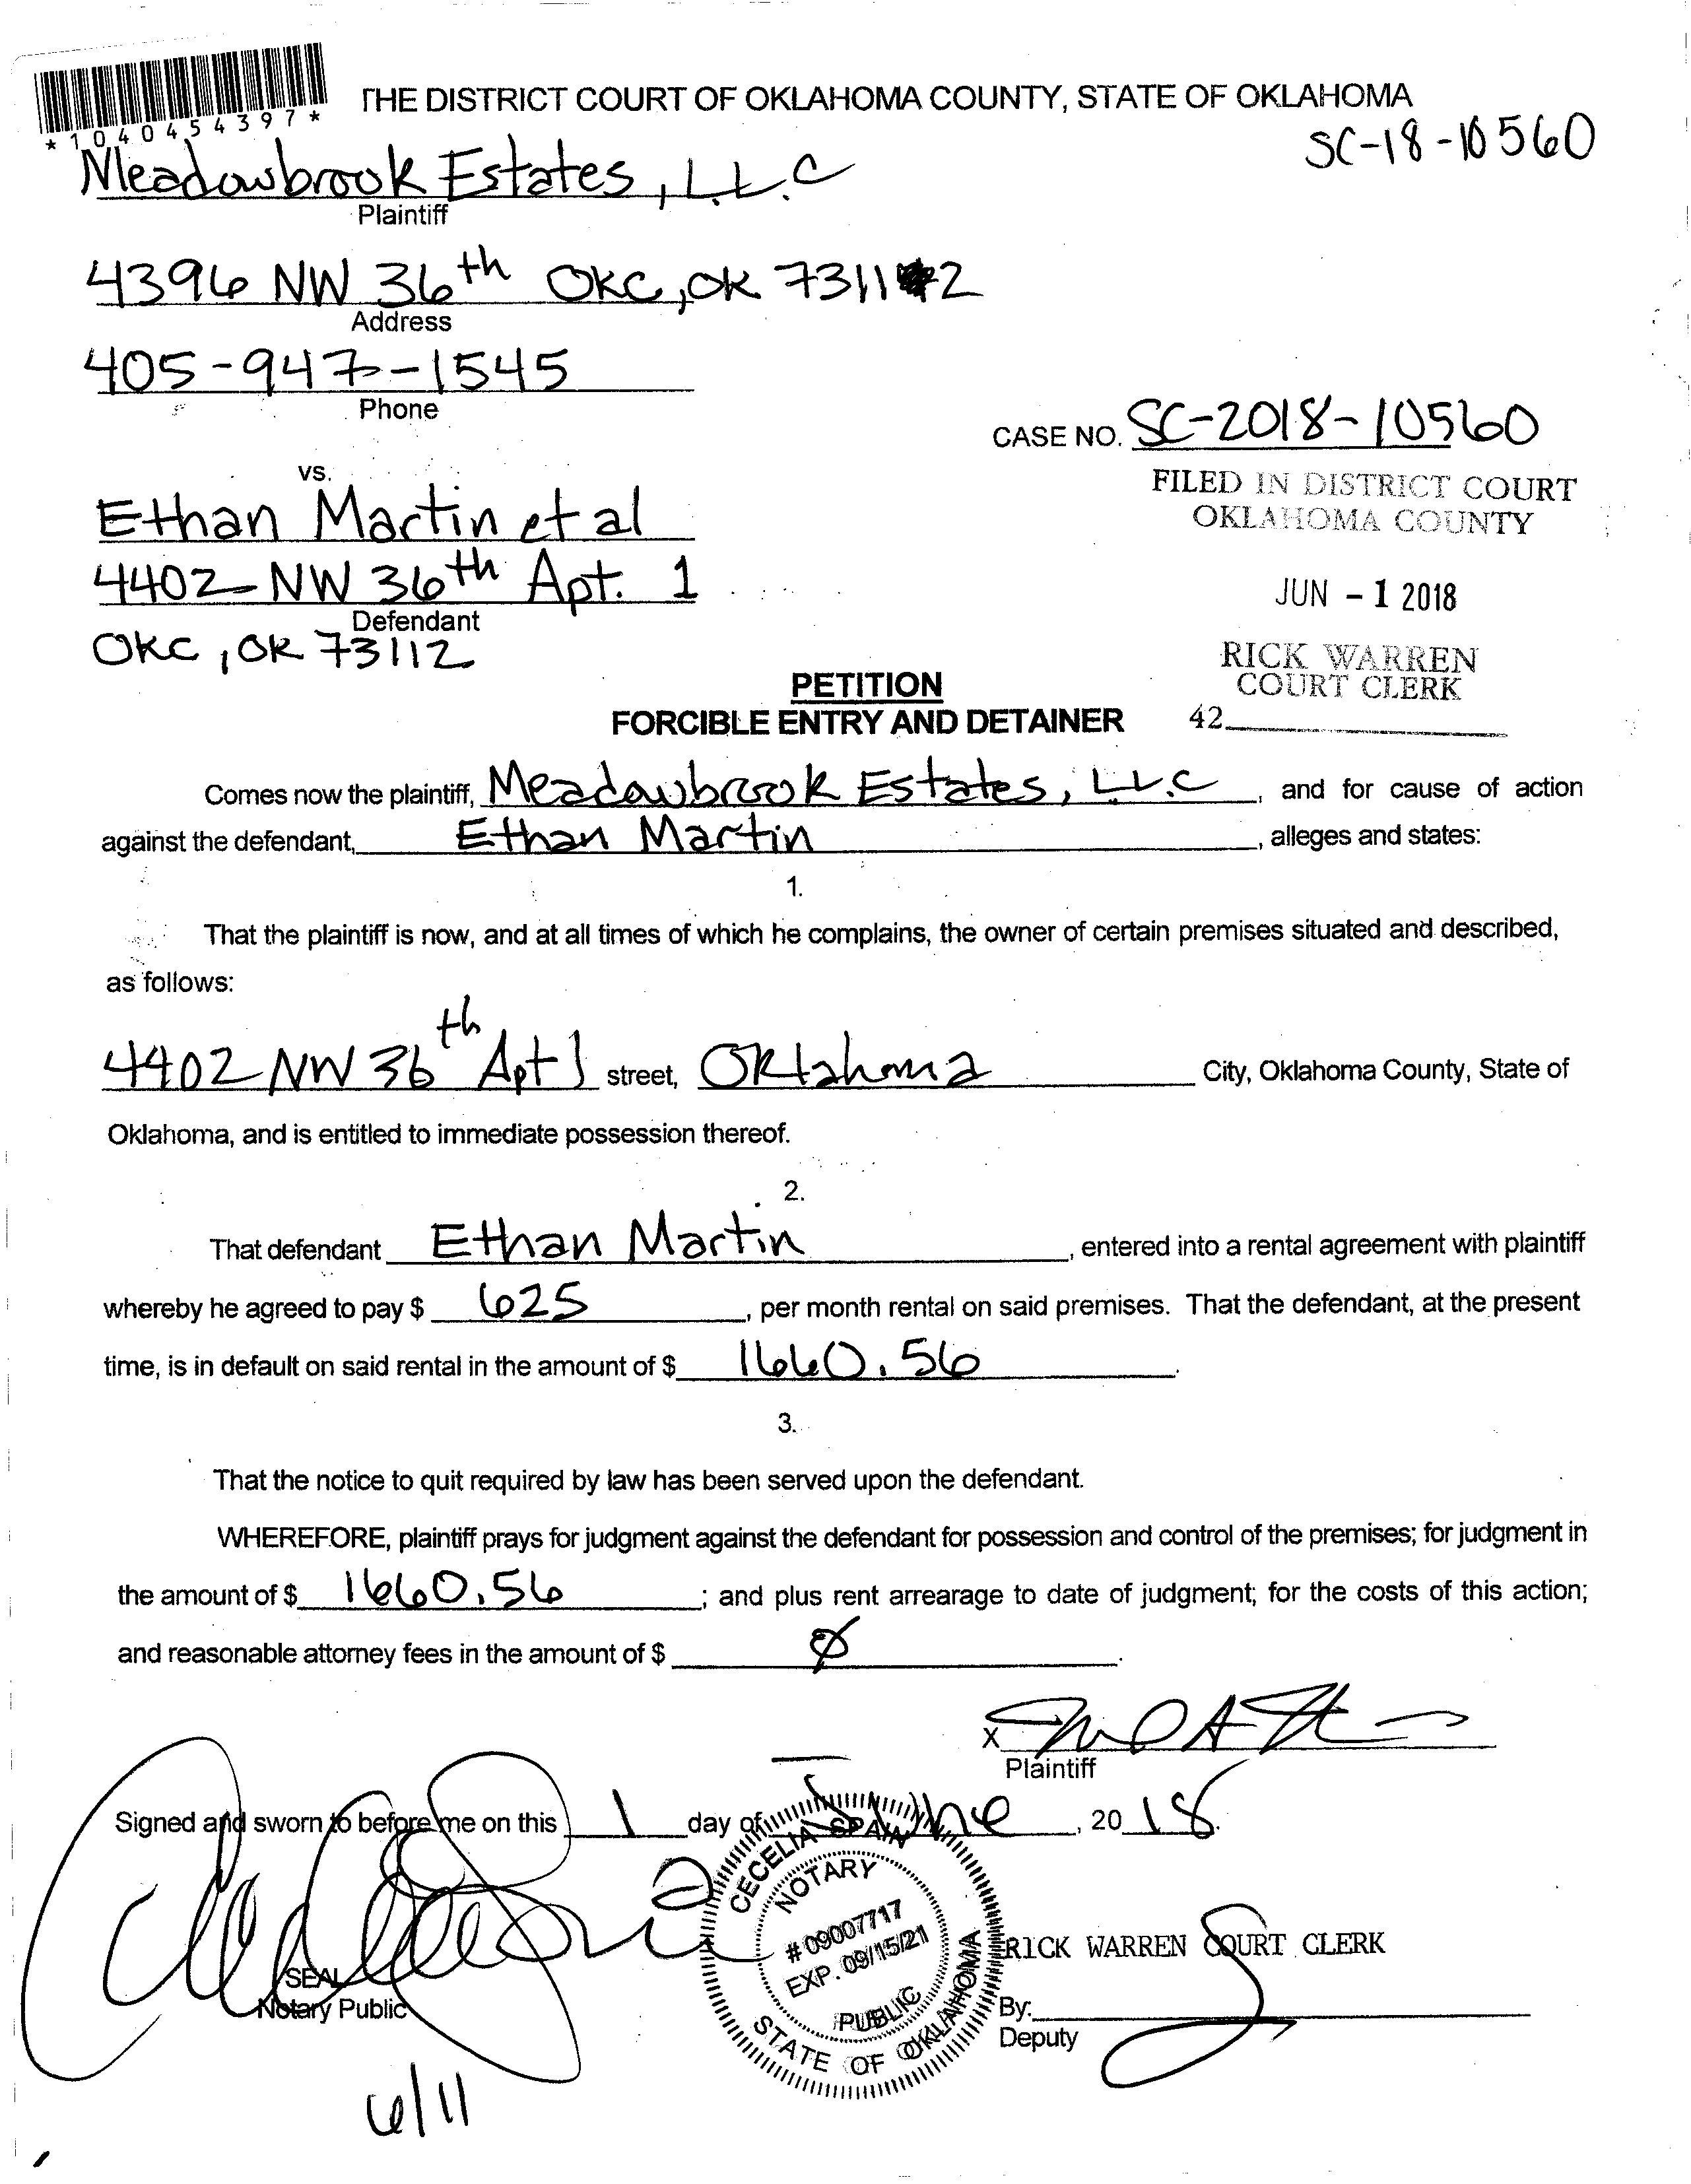 *1040454397*
THE DISTRICT COURT OF OKLAHOMA COUNTY, STATE OF OKLAHOMA
SC-18-10560
Meadowbrook Estates, L.L.C
Plaintiff
4396 NW 36th OKC, OK 73112
Address
405-947-1545
Phone
CASE NO. SC-2018-10560
vs.
FILED IN DISTRICT COURT
OKLAHOMA COUNTY
Ethan Martin et al
4402 NW 36th Apt. 1
JUN - 1 2018
Defendant
OKC, OK 73112
RICK WARREN
COURT CLERK
PETITION
42
FORCIBLE ENTRY AND DETAINER
Comes now the plaintiff, Meadowbrook Estates, LL.C, and for cause of action
against the defendant, Ethan Martin, alleges and states:
1.
That the plaintiff is now, and at all times of which he complains, the owner of certain premises situated and described,
as follows:
4402 NW 36th Apt 1 street, Oklahoma City, Oklahoma County, State of
Oklahoma, and is entitled to immediate possession thereof.
2.
That defendant Ethan Martin, entered into a rental agreement with plaintiff
whereby he agreed to pay $ 625, per month rental on said premises. That the defendant, at the present
time, is in default on said rental in the amount of $ 1660.56.
3.
That the notice to quit required by law has been served upon the defendant.
WHEREFORE, plaintiff prays for judgment against the defendant for possession and control of the premises; for judgment in
the amount of $ 1660.56; and plus rent arrearage to date of judgment; for the costs of this action;
and reasonable attorney fees in the amount of $ Ø.
X
Plaintiff
Signed and sworn to before me on this 1 day of June, 2018.
CECELIA SPAIN
NOTARY
# 09007717
EXP. 09/15/21
PUBLIC
STATE OF OKLAHOMA
RICK WARREN COURT CLERK
SEAL
Notary Public
By:
Deputy
6/11